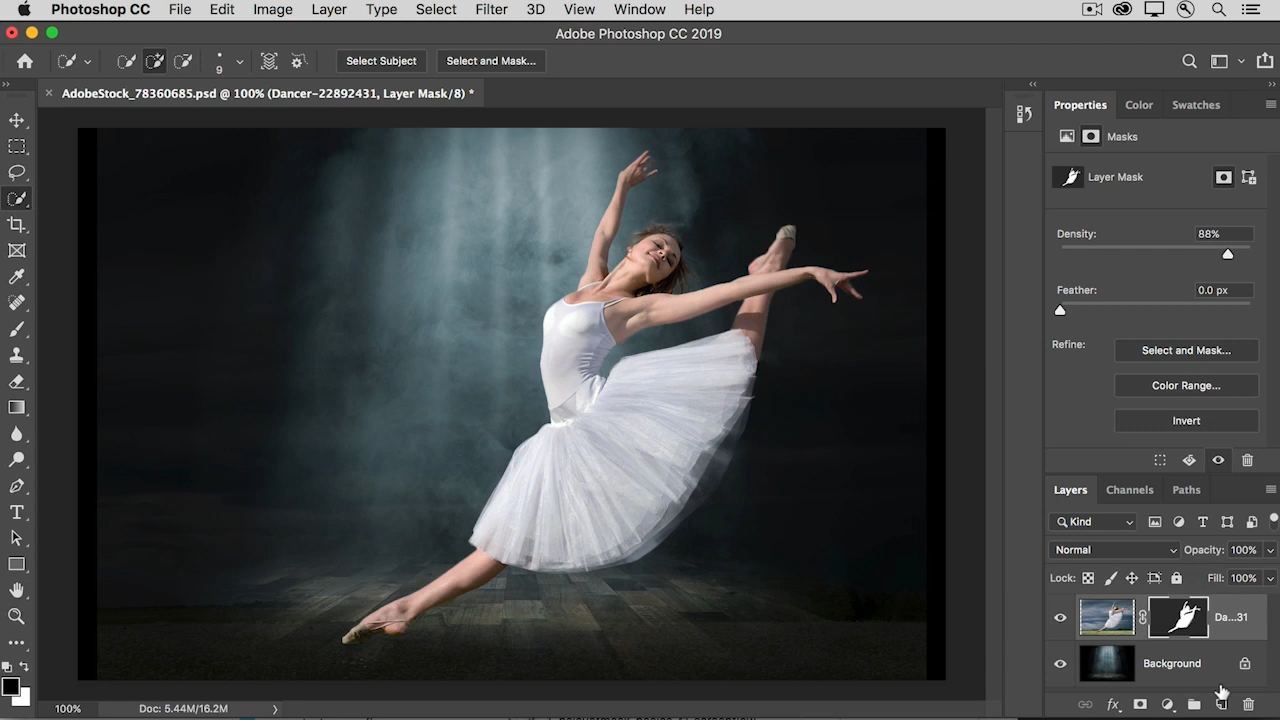 Photoshop CC File Edit Image Layer Type Select Filter 3D View Window Help
Adobe Photoshop CC 2019
9 Select Subject Select and Mask...
× AdobeStock_78360685.psd @ 100% (Dancer-22892431, Layer Mask/8) *
Properties Color Swatches
Masks
Layer Mask
Density: 88%
Feather: 0.0 px
Refine: Select and Mask...
Color Range...
Invert
Layers Channels Paths
Kind
Normal Opacity: 100%
Lock: Fill: 100%
Da...31
Background
fx
100% Doc: 5.44M/16.2M